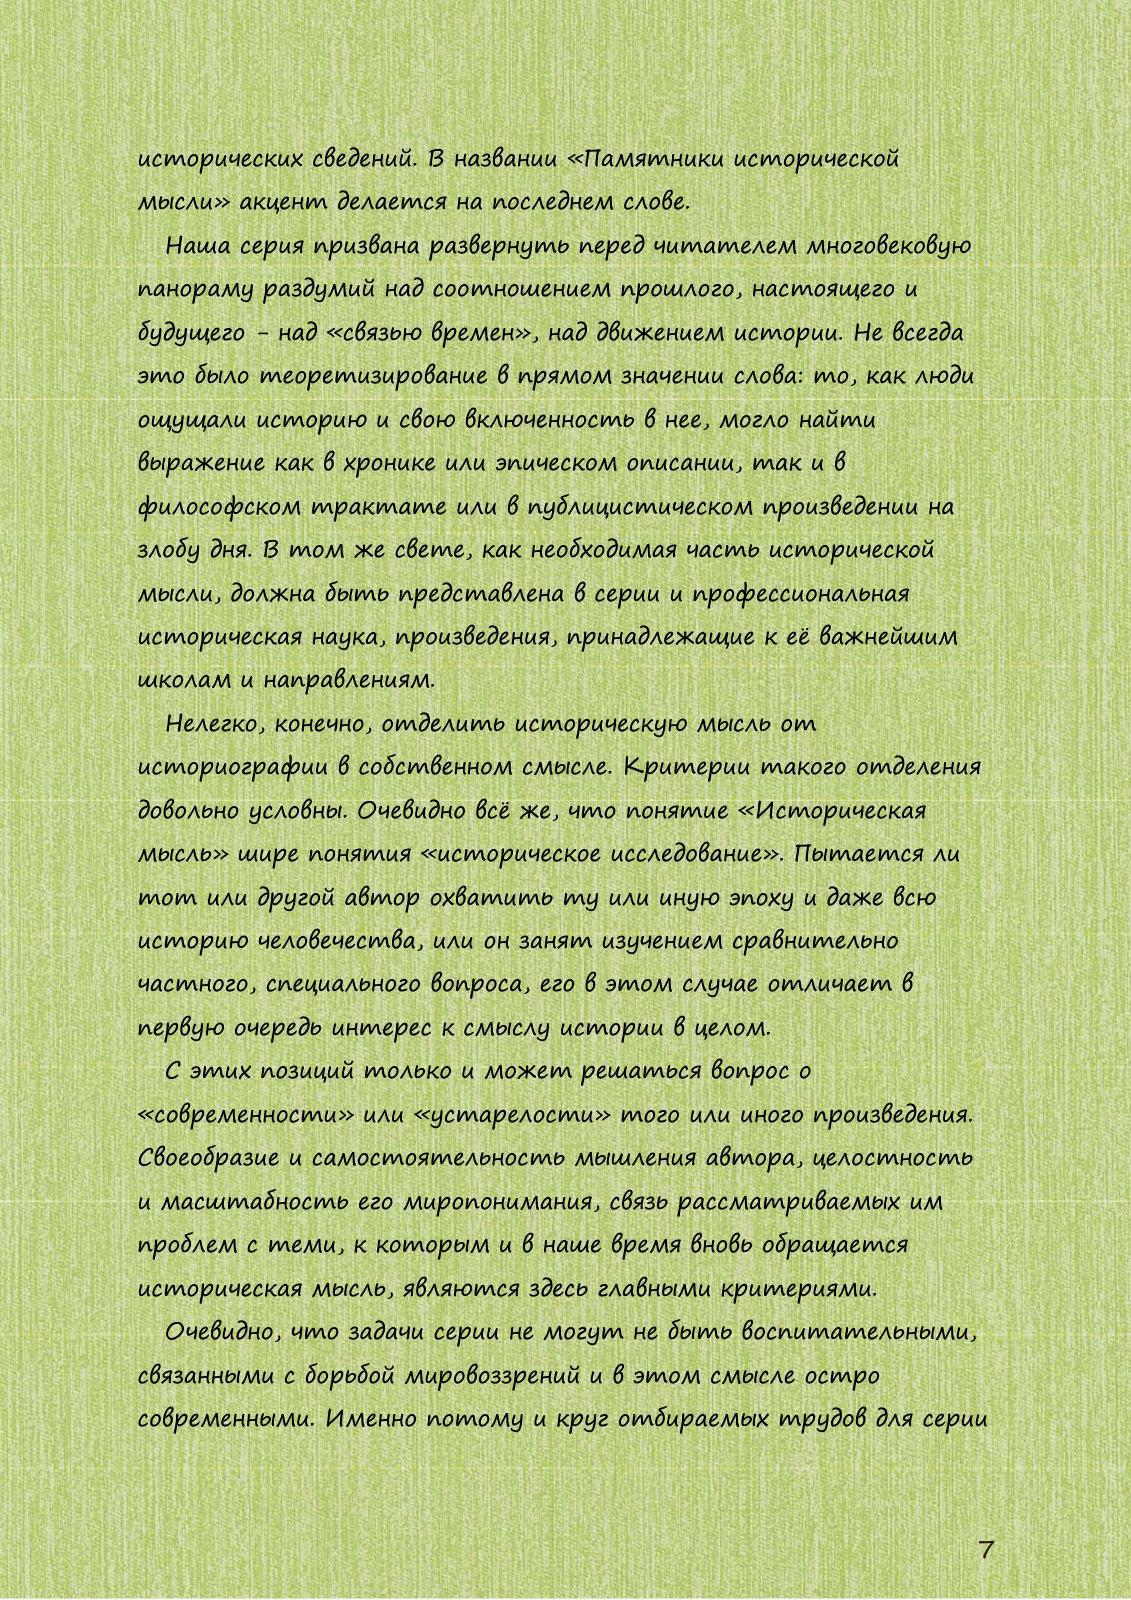 исторических сведений. В названии «Памятники исторической
мысли» акцент делается на последнем слове.
Наша серия призвана развернуть перед читателем многовековую
панораму раздумий над соотношением прошлого, настоящего и
будущего - над «связью времен», над движением истории. Не всегда
это было теоретизирование в прямом значении слова: то, как люди
ощущали историю и свою включенность в нее, могло найти
выражение как в хронике или эпическом описании, так и в
философском трактате или в публицистическом произведении на
злобу дня. В том же свете, как необходимая часть исторической
мысли, должна быть представлена в серии и профессиональная
историческая наука, произведения, принадлежащие к её важнейшим
школам и направлениям.
Нелегко, конечно, отделить историческую мысль от
историографии в собственном смысле. Критерии такого отделения
довольно условны. Очевидно всё же, что понятие «Историческая
мысль» шире понятия «историческое исследование». Пытается ли
тот или другой автор охватить ту или иную эпоху и даже всю
историю человечества, или он занят изучением сравнительно
частного, специального вопроса, его в этом случае отличает в
первую очередь интерес к смыслу истории в целом.
С этих позиций только и может решаться вопрос о
«современности» или «устарелости» того или иного произведения.
Своеобразие и самостоятельность мышления автора, целостность
и масштабность его миропонимания, связь рассматриваемых им
проблем с теми, к которым и в наше время вновь обращается
историческая мысль, являются здесь главными критериями.
Очевидно, что задачи серии не могут не быть воспитательными,
связанными с борьбой мировоззрений и в этом смысле остро
современными. Именно потому и круг отбираемых трудов для серии
7